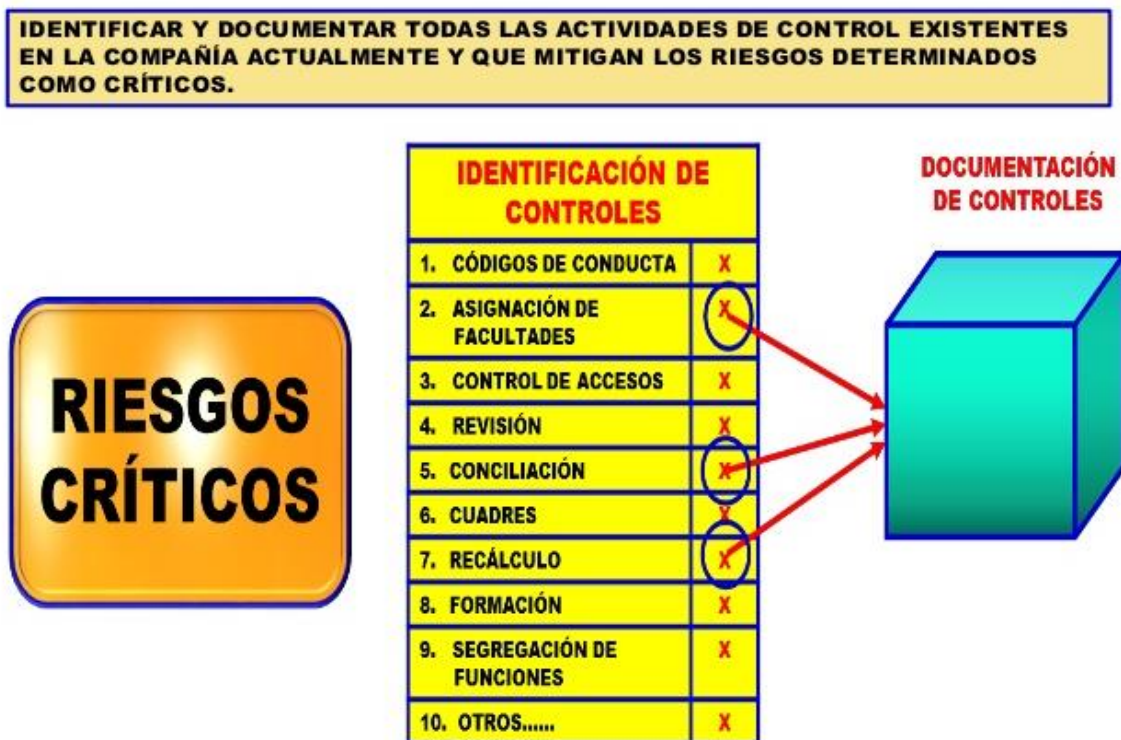 IDENTIFICAR Y DOCUMENTAR TODAS LAS ACTIVIDADES DE CONTROL EXISTENTES
EN LA COMPAÑÍA ACTUALMENTE Y QUE MITIGAN LOS RIESGOS DETERMINADOS
COMO CRÍTICOS.
RIESGOS
CRÍTICOS
IDENTIFICACIÓN DE
CONTROLES
1. CÓDIGOS DE CONDUCTA X
2. ASIGNACIÓN DE X
FACULTADES
3. CONTROL DE ACCESOS X
4. REVISIÓN X
5. CONCILIACIÓN X
6. CUADRES X
7. RECÁLCULO X
8. FORMACIÓN X
9. SEGREGACIÓN DE X
FUNCIONES
10. OTROS...... X
DOCUMENTACIÓN
DE CONTROLES